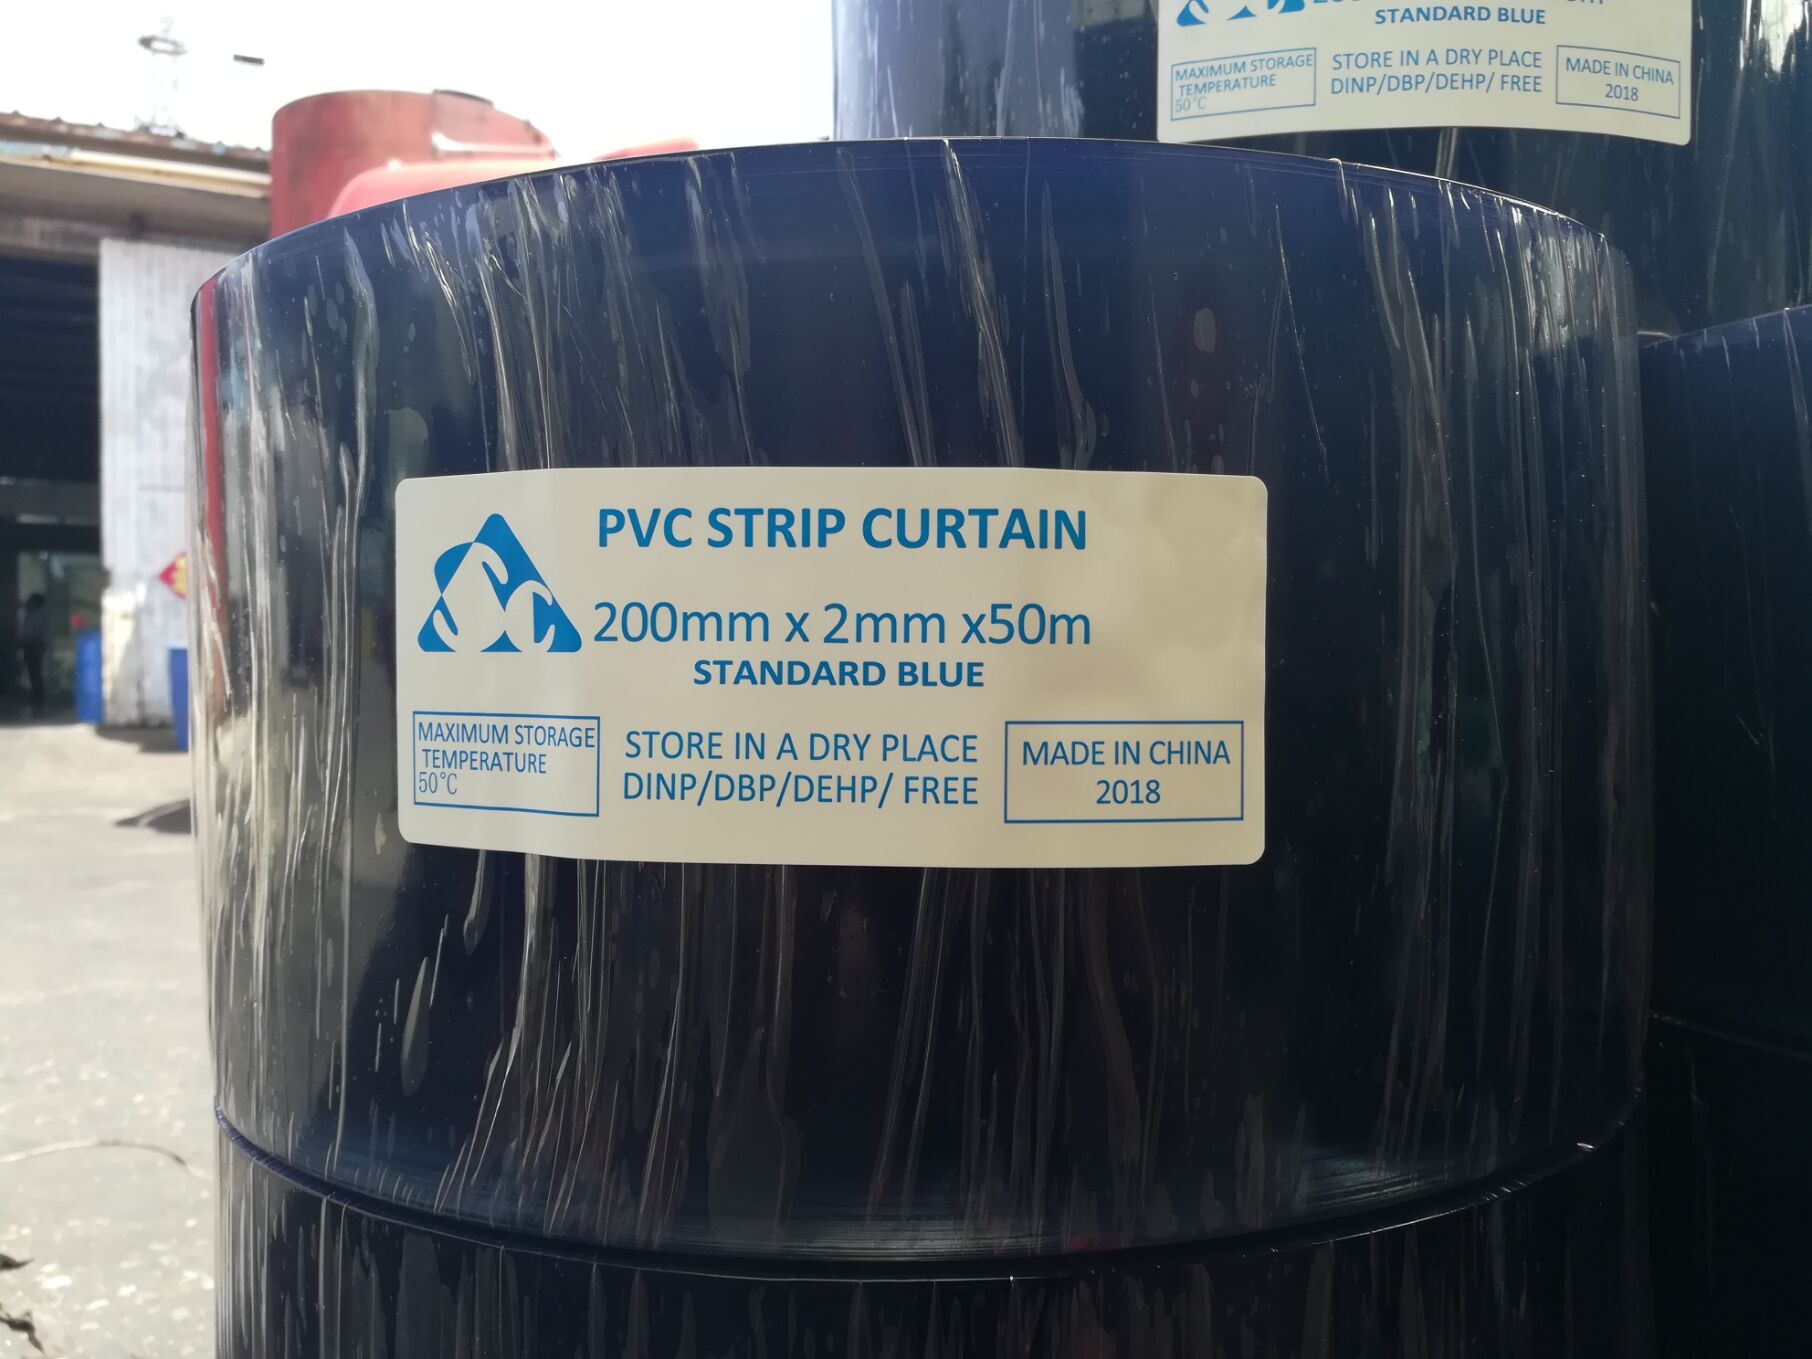 STANDARD BLUE
MAXIMUM STORAGE
TEMPERATURE
50°C
STORE IN A DRY PLACE
DINP/DBP/DEHP/ FREE
MADE IN CHINA
2018
PVC STRIP CURTAIN
200mm x 2mm x50m
STANDARD BLUE
MAXIMUM STORAGE
TEMPERATURE
50°C
STORE IN A DRY PLACE
DINP/DBP/DEHP/ FREE
MADE IN CHINA
2018